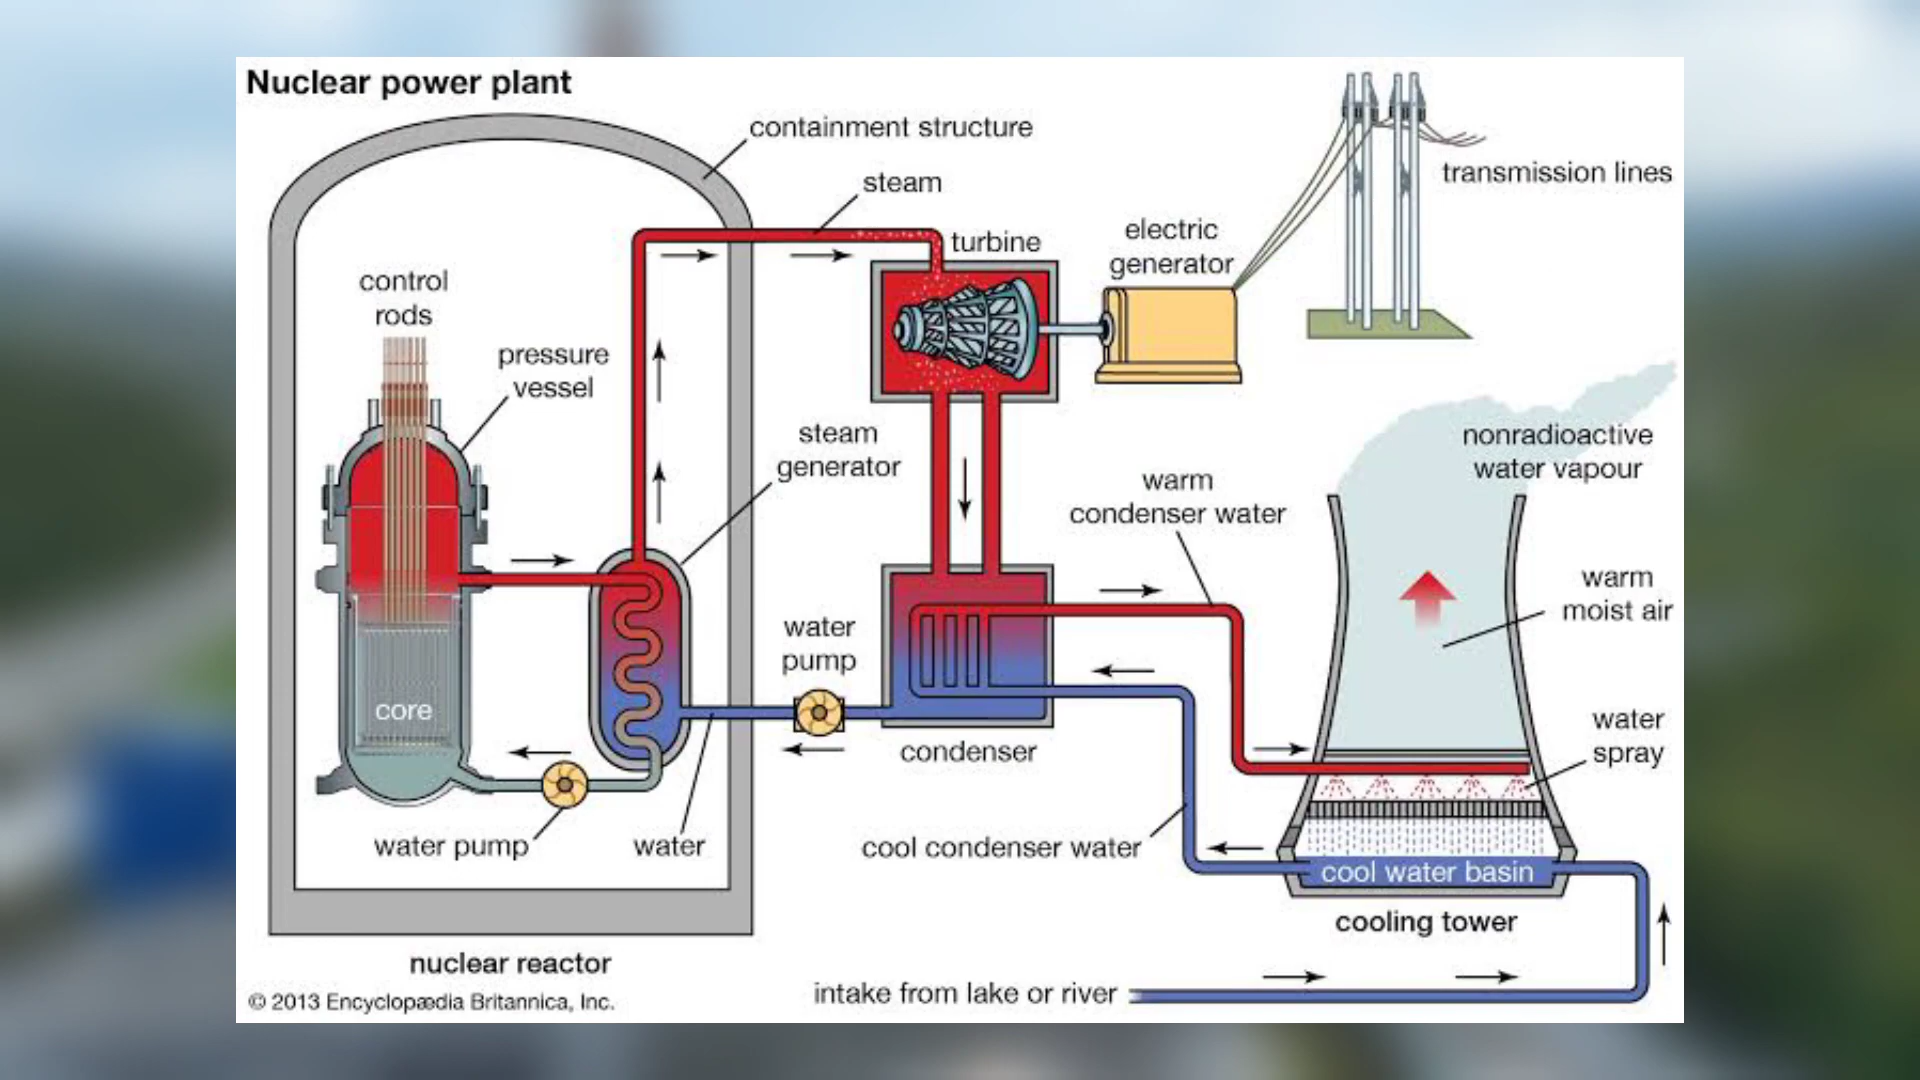 Nuclear power plant
containment structure
steam
transmission lines
turbine
electric
generator
control
rods
pressure
vessel
steam
generator
nonradioactive
water vapour
warm
condenser water
warm
moist air
water
pump
core
water
spray
condenser
water pump
water
cool condenser water
cool water basin
cooling tower
nuclear reactor
intake from lake or river
© 2013 Encyclopædia Britannica, Inc.